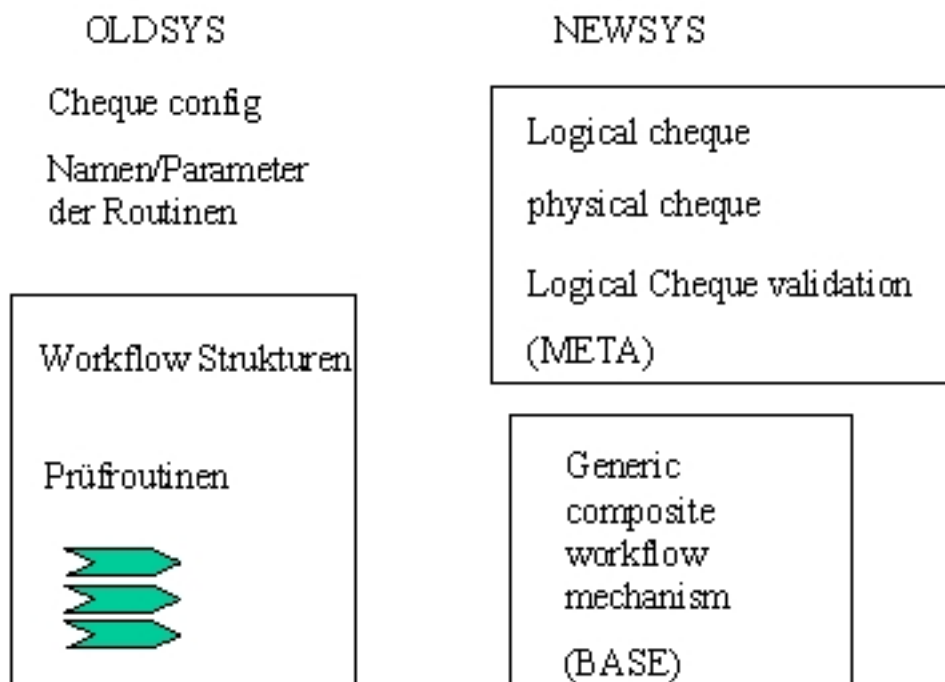 OLDSYS
Cheque config
Namen/Parameter
der Routinen
Workflow Strukturen
Prüfroutinen
NEWSYS
Logical cheque
physical cheque
Logical Cheque validation
(META)
Generic
composite
workflow
mechanism
(BASE)